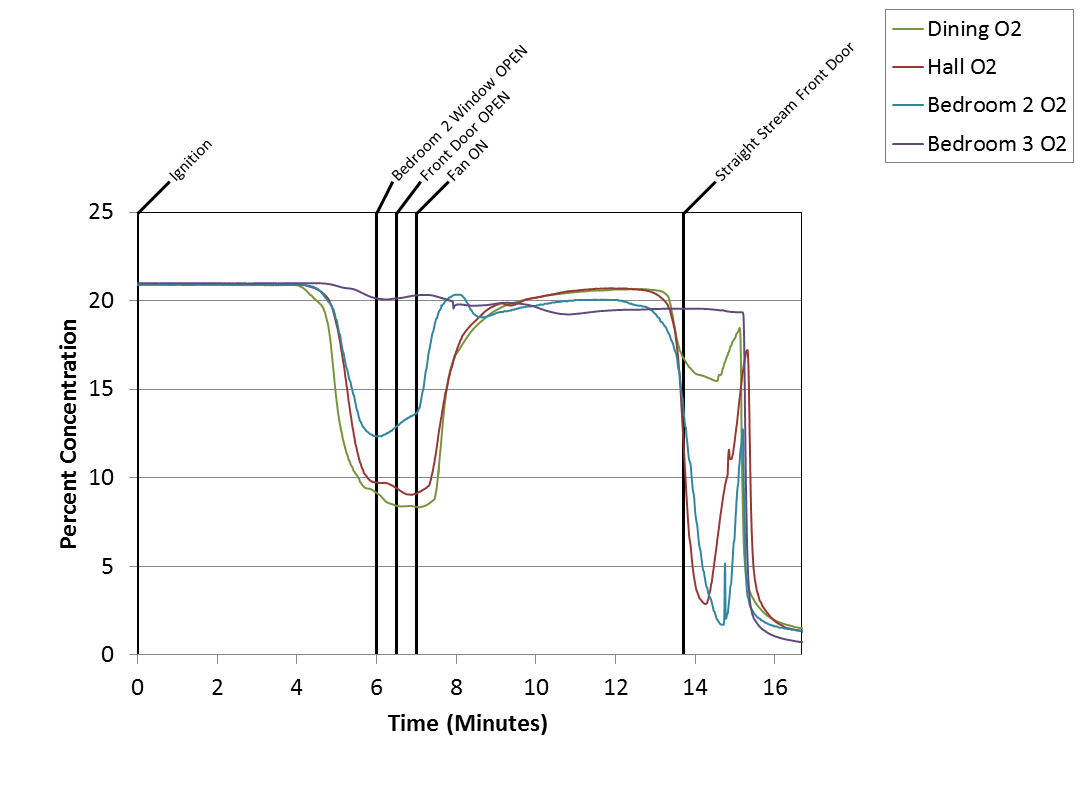 Dining O2
Hall O2
Bedroom 2 O2
Bedroom 3 O2
Ignition
Bedroom 2 Window OPEN
Front Door OPEN
Fan ON
Straight Stream Front Door
25
20
15
10
5
0
Percent Concentration
0 2 4 6 8 10 12 14 16
Time (Minutes)